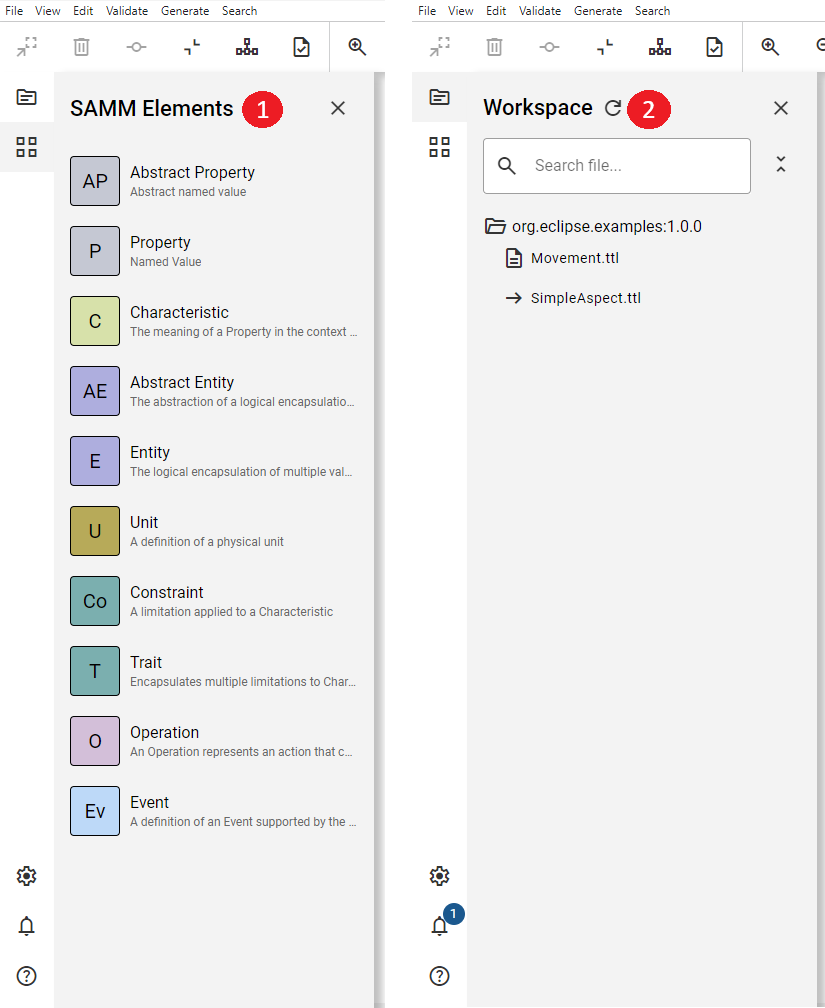 File View Edit Validate Generate Search
SAMM Elements 1
AP Abstract Property
Abstract named value
P Property
Named Value
C Characteristic
The meaning of a Property in the context ...
AE Abstract Entity
The abstraction of a logical encapsulatio...
E Entity
The logical encapsulation of multiple val...
U Unit
A definition of a physical unit
Co Constraint
A limitation applied to a Characteristic
T Trait
Encapsulates multiple limitations to Char...
O Operation
An Operation represents an action that c...
Ev Event
A definition of an Event supported by the ...
File View Edit Validate Generate Search
Workspace 2
Search file...
org.eclipse.examples:1.0.0
Movement.ttl
SimpleAspect.ttl
1